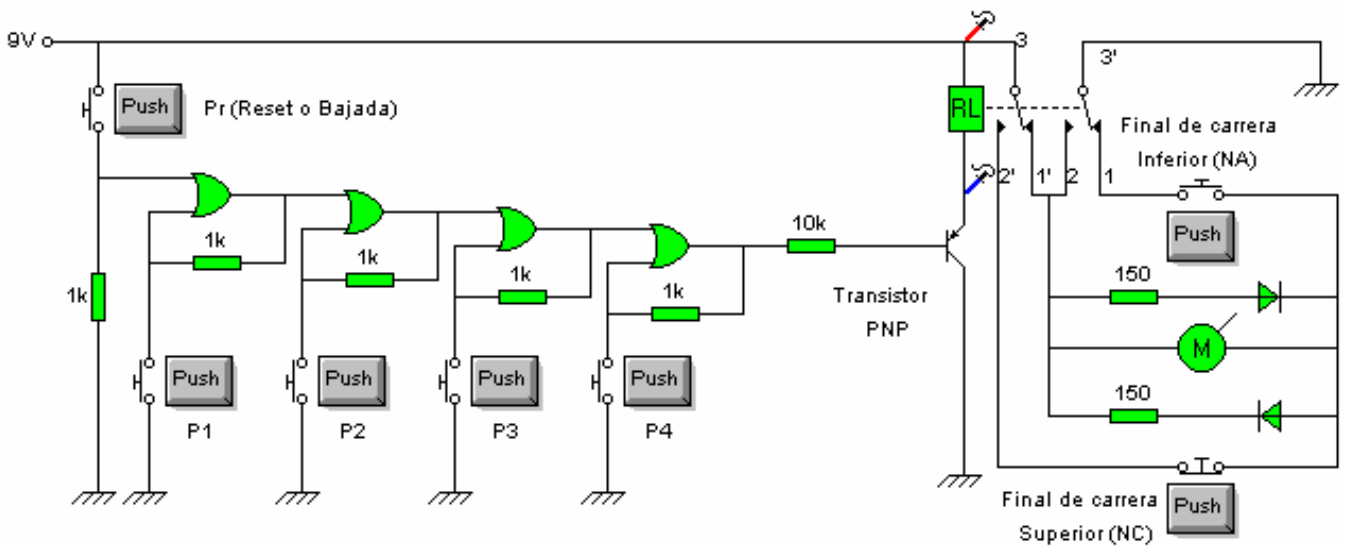 9V
Push
Pr (Reset o Bajada)
RL
3
3'
Final de carrera
Inferior (NA)
2'
1'
2
1
Push
1k
1k
1k
1k
1k
10k
Transistor
PNP
150
M
150
Push
P1
Push
P2
Push
P3
Push
P4
Final de carrera
Superior (NC)
Push